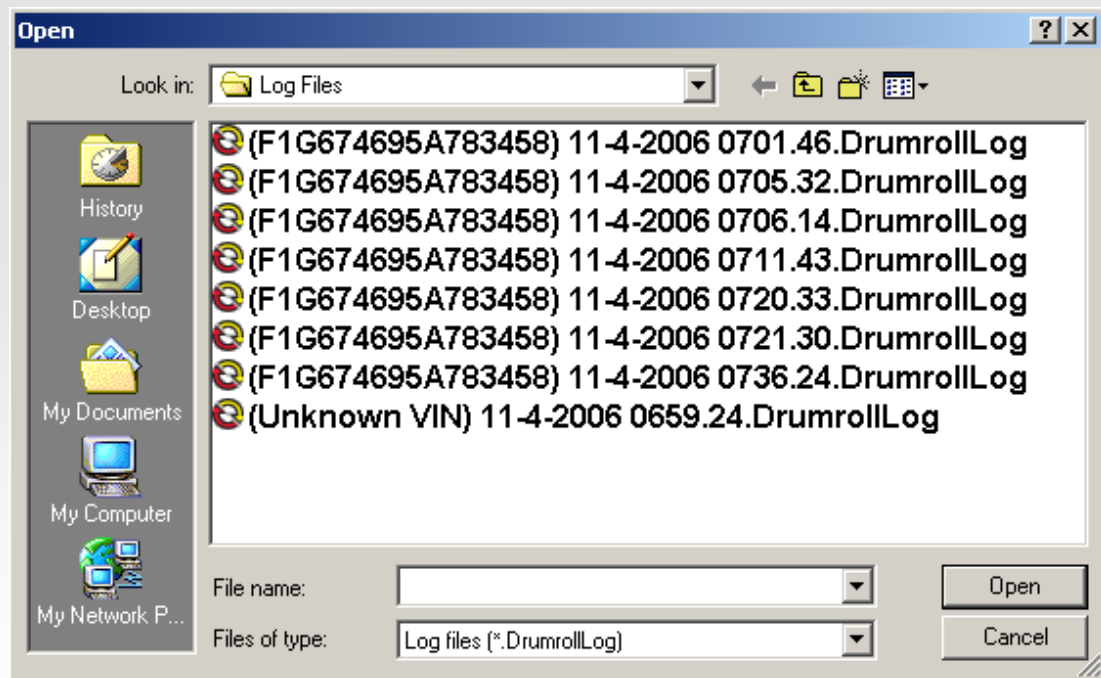 Open
Look in: Log Files
(F1G674695A783458) 11-4-2006 0701.46.DrumrollLog
(F1G674695A783458) 11-4-2006 0705.32.DrumrollLog
(F1G674695A783458) 11-4-2006 0706.14.DrumrollLog
(F1G674695A783458) 11-4-2006 0711.43.DrumrollLog
(F1G674695A783458) 11-4-2006 0720.33.DrumrollLog
(F1G674695A783458) 11-4-2006 0721.30.DrumrollLog
(F1G674695A783458) 11-4-2006 0736.24.DrumrollLog
(Unknown VIN) 11-4-2006 0659.24.DrumrollLog
History
Desktop
My Documents
My Computer
My Network P...
File name:
Open
Files of type: Log files (*.DrumrollLog)
Cancel